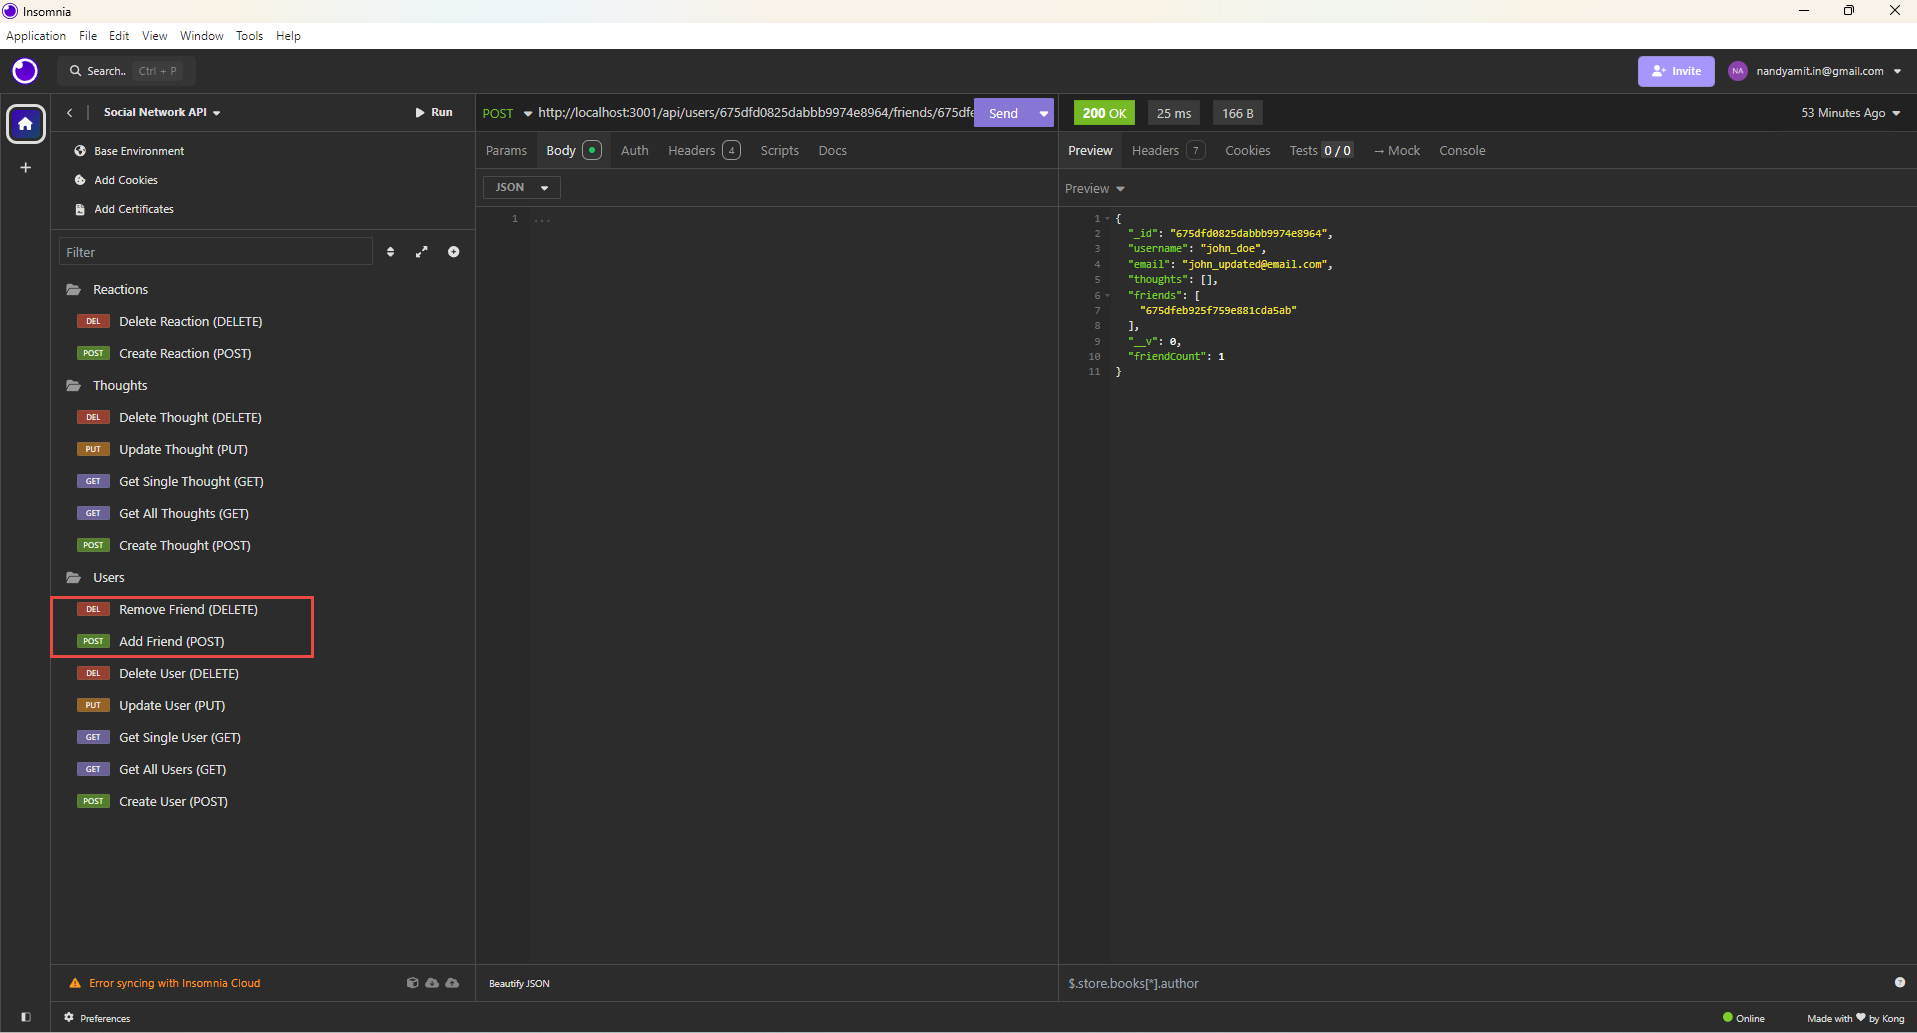 Insomnia
Application File Edit View Window Tools Help
Search.. Ctrl + P
Invite NA nandyamit.in@gmail.com
Social Network API Run
Base Environment
Add Cookies
Add Certificates
Filter
Reactions
DEL Delete Reaction (DELETE)
POST Create Reaction (POST)
Thoughts
DEL Delete Thought (DELETE)
PUT Update Thought (PUT)
GET Get Single Thought (GET)
GET Get All Thoughts (GET)
POST Create Thought (POST)
Users
DEL Remove Friend (DELETE)
POST Add Friend (POST)
DEL Delete User (DELETE)
PUT Update User (PUT)
GET Get Single User (GET)
GET Get All Users (GET)
POST Create User (POST)
Error syncing with Insomnia Cloud
Preferences
POST http://localhost:3001/api/users/675dfd0825dabbb9974e8964/friends/675dfe Send
Params Body Auth Headers 4 Scripts Docs
JSON
1 ...
Beautify JSON
200 OK 25 ms 166 B 53 Minutes Ago
Preview Headers 7 Cookies Tests 0 / 0 → Mock Console
Preview
1 {
2 "_id": "675dfd0825dabbb9974e8964",
3 "username": "john_doe",
4 "email": "john_updated@email.com",
5 "thoughts": [],
6 "friends": [
7 "675dfeb925f759e881cda5ab"
8 ],
9 "__v": 0,
10 "friendCount": 1
11 }
$.store.books[*].author
Online Made with ❤ by Kong